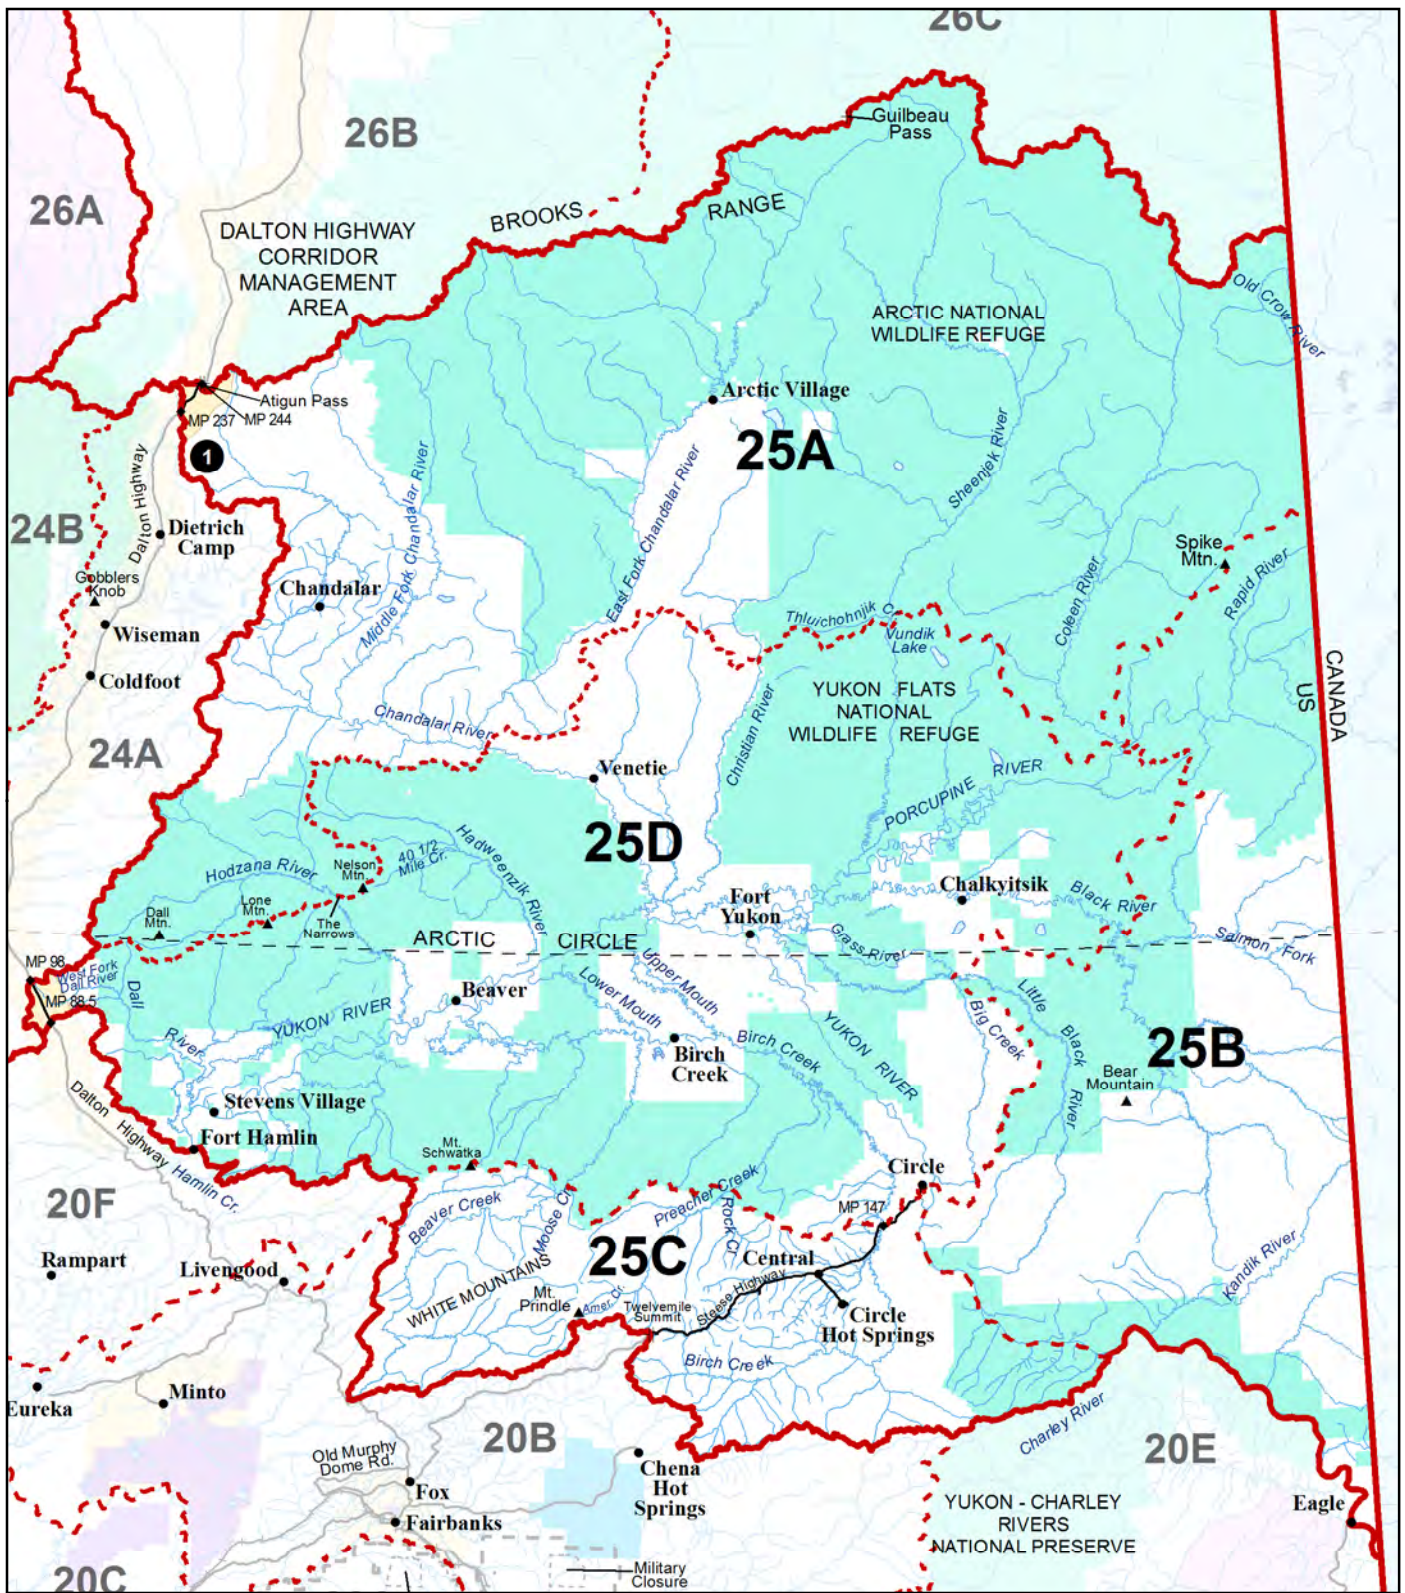 26C
26B
26A
Guilbeau
Pass
BROOKS
RANGE
DALTON HIGHWAY
CORRIDOR
MANAGEMENT
AREA
Old Crow River
ARCTIC NATIONAL
WILDLIFE REFUGE
Atigun Pass
MP 244
MP 237
Arctic Village
1
25A
24B
Dalton Highway
Dietrich
Camp
Middle Fork Chandalar River
East Fork Chandalar River
Sheenjek River
Spike
Mtn.
Gobblers
Knob
Chandalar
Wiseman
Coldfoot
Coleen River
Rapid River
Thluichohnjik C.
Vundik
Lake
CANADA
US
24A
Chandalar River
Christian River
YUKON FLATS
NATIONAL
WILDLIFE REFUGE
Venetie
PORCUPINE RIVER
25D
Hadweenzik River
40 1/2
Mile Cr.
Nelson
Mtn.
Hodzana River
Lone
Mtn.
Dall
Mtn.
The
Narrows
Fort
Yukon
Chalkyitsik
Black River
Grass River
Salmon Fork
ARCTIC CIRCLE
MP 98
West Fork
Dall River
MP 88.5
Dall
River
Beaver
YUKON RIVER
Upper Mouth
Lower Mouth
Birch
Creek
Birch Creek
YUKON RIVER
Big Creek
Little
Black
River
25B
Bear
Mountain
Stevens Village
Fort Hamlin
Dalton
Highway
Hamlin Cr.
Mt.
Schwatka
Circle
20F
Beaver Creek
Moose Cr.
Preacher Creek
Rock Cr.
MP 147
25C
Central
Rampart
Livengood
WHITE MOUNTAINS
Mt.
Prindle
Amer. Cr.
Twelvemile
Summit
Steese Highway
Circle
Hot Springs
Kandik River
Birch Creek
Eureka
Minto
Charley River
20B
20E
Old Murphy
Dome Rd.
Chena
Hot
Springs
Fox
Fairbanks
YUKON - CHARLEY
RIVERS
NATIONAL PRESERVE
Eagle
20C
Military
Closure